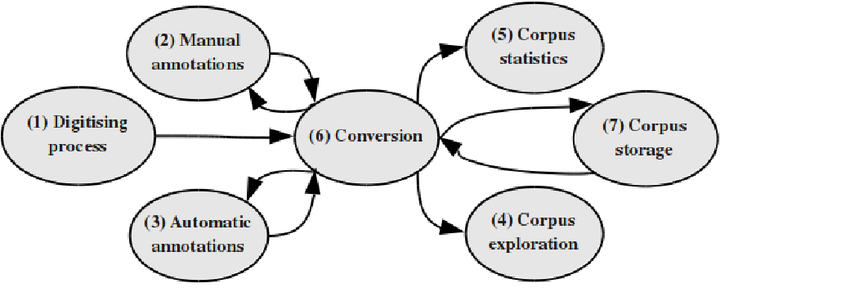 (2) Manual
annotations
(5) Corpus
statistics
(1) Digitising
process
(6) Conversion
(7) Corpus
storage
(3) Automatic
annotations
(4) Corpus
exploration